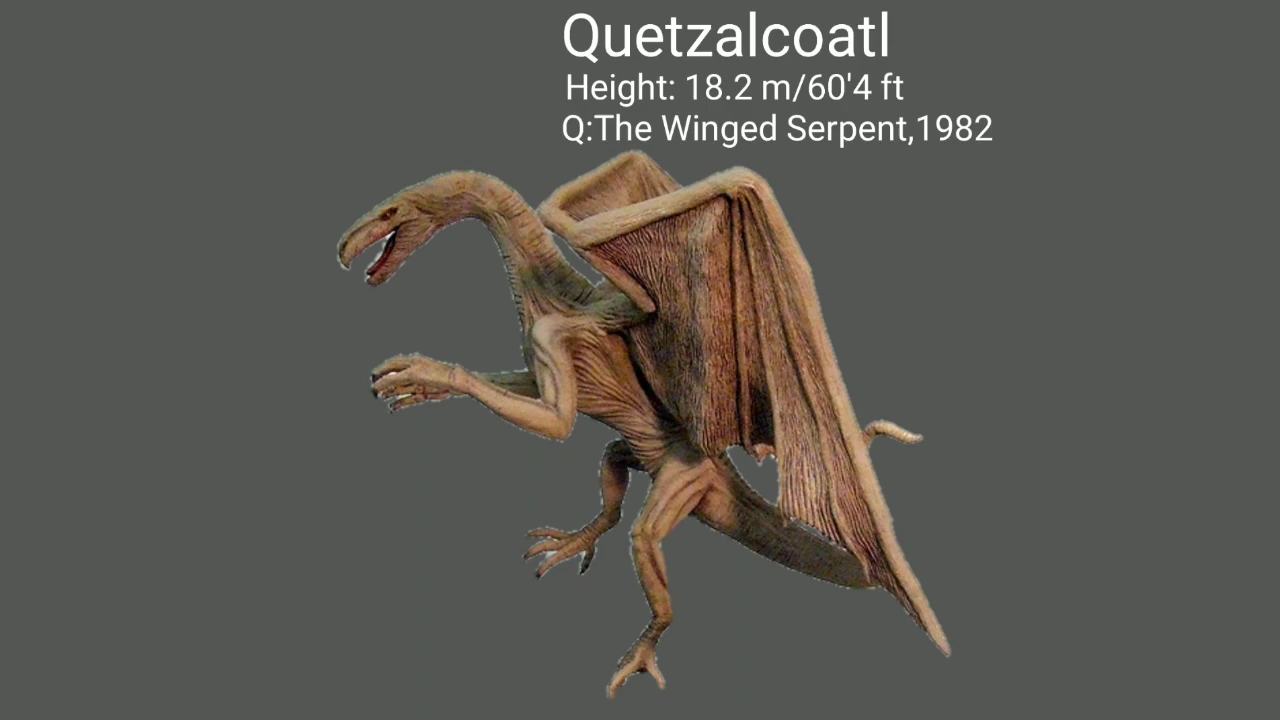 Quetzalcoatl
Height: 18.2 m/60'4 ft
Q:The Winged Serpent,1982